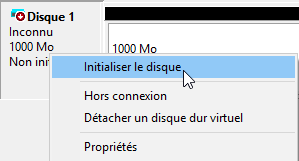 Disque 1
Inconnu
1000 Mo
Non ini
1000 Mo
Initialiser le disque
Hors connexion
Détacher un disque dur virtuel
Propriétés